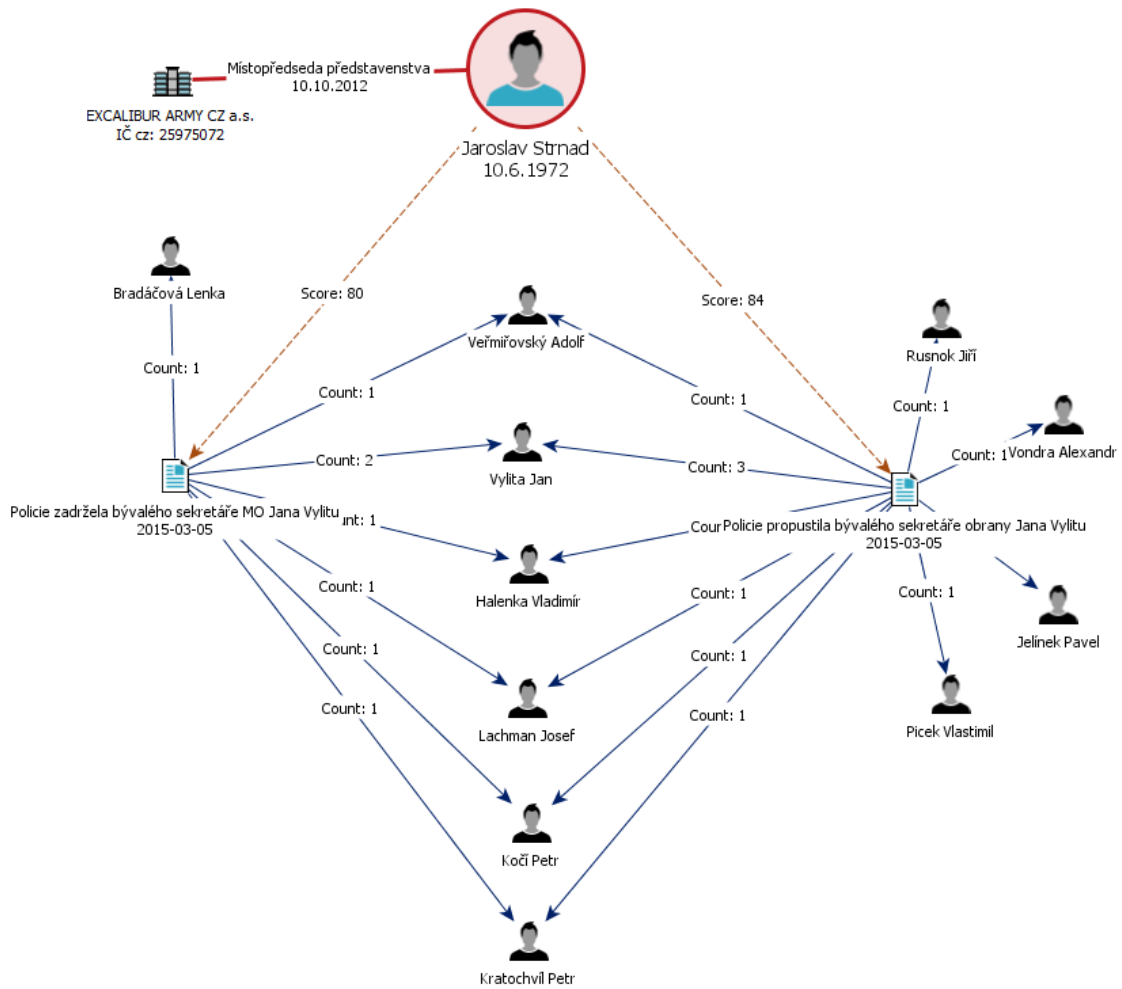 Místopředseda představenstva
10.10.2012
EXCALIBUR ARMY CZ a.s.
IČ cz: 25975072
Jaroslav Strnad
10.6.1972
Bradáčová Lenka
Score: 80
Score: 84
Veřmiřovský Adolf
Rusnok Jiří
Count: 1
Count: 1
Count: 1
Count: 1
Vondra Alexandr
Count: 1
Count: 2
Count: 3
Vylita Jan
Policie zadržela bývalého sekretáře MO Jana Vylitu
2015-03-05
unt: 1
Cour
Policie propustila bývalého sekretáře obrany Jana Vylitu
2015-03-05
Halenka Vladimír
Count: 1
Count: 1
Count: 1
Jelínek Pavel
Lachman Josef
Picek Vlastimil
Count: 1
Count: 1
Count: 1
Count: 1
Kočí Petr
Kratochvíl Petr